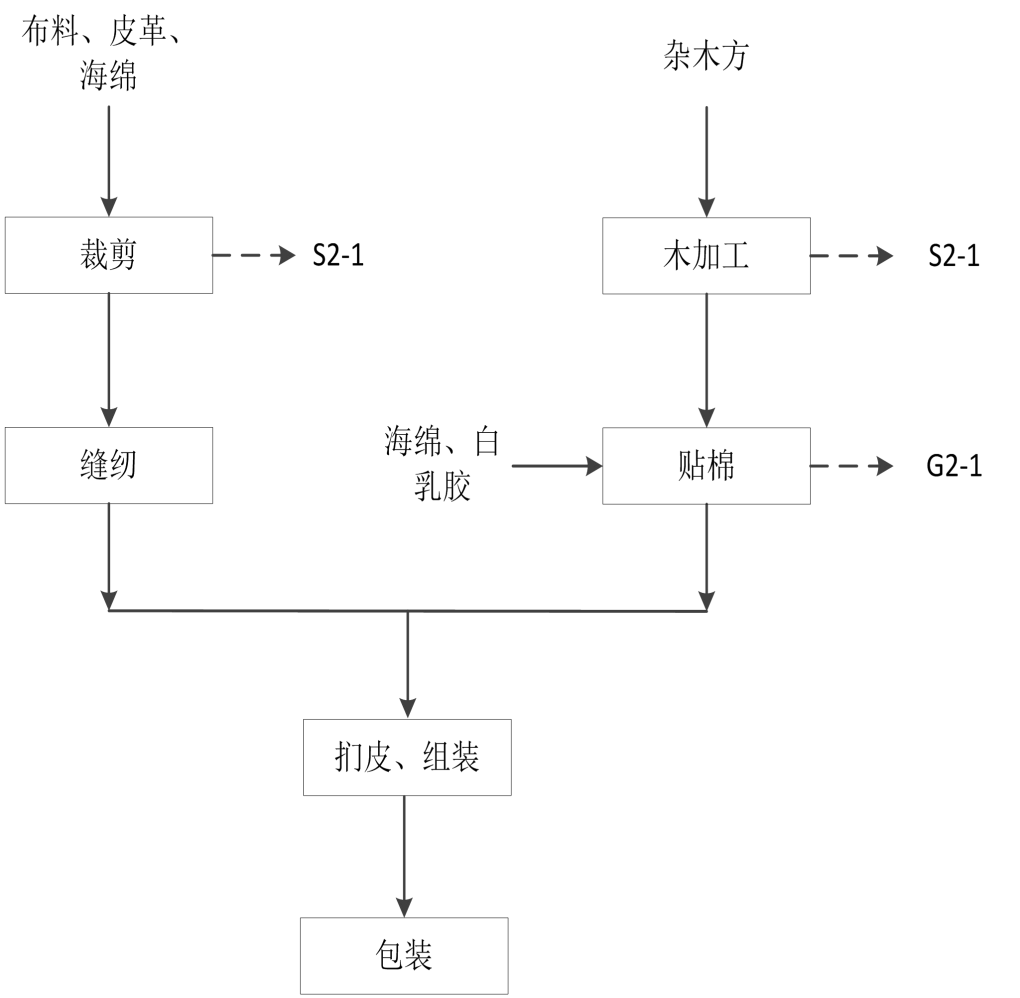 布料、皮革、
海绵
杂木方
裁剪
S2-1
木加工
S2-1
缝纫
海绵、白
乳胶
贴棉
G2-1
扪皮、组装
包装